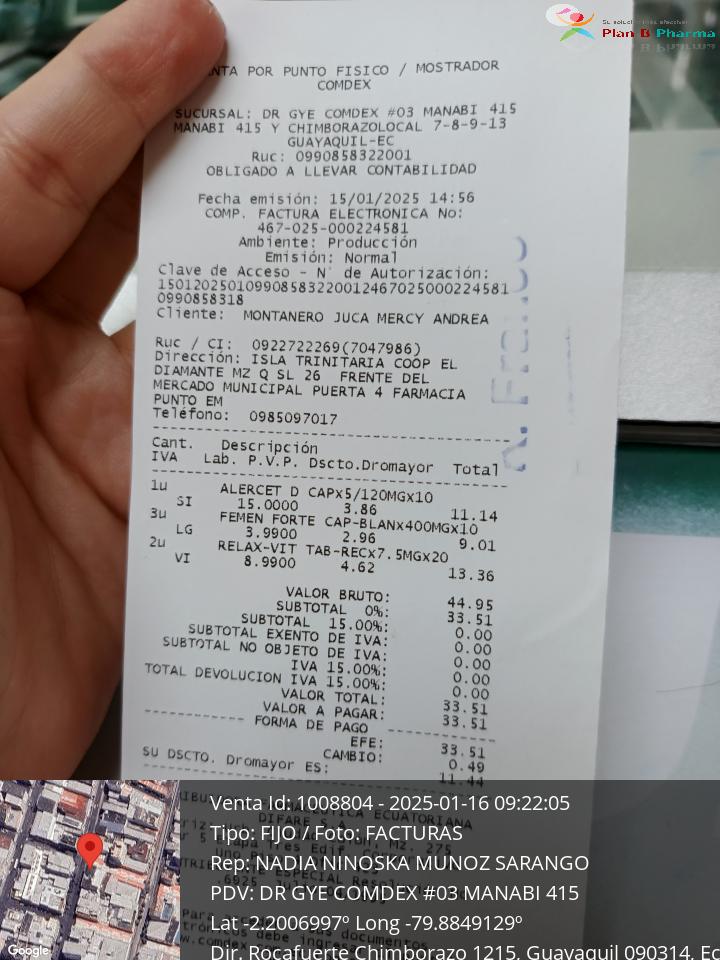 Su solución más efectiva!
Plan B Pharma
NTA POR PUNTO FISICO / MOSTRADOR
COMDEX
SUCURSAL: DR GYE COMDEX #03 MANABI 415
MANABI 415 Y CHIMBORAZOLOCAL 7-8-9-13
GUAYAQUIL-EC
Ruc: 0990858322001
OBLIGADO A LLEVAR CONTABILIDAD
Fecha emisión: 15/01/2025 14:56
COMP. FACTURA ELECTRONICA No:
467-025-000224581
Ambiente: Producción
Emisión: Normal
Clave de Acceso - N° de Autorización:
150120250109908583220012467025000224581
0990858318
Cliente: MONTANERO JUCA MERCY ANDREA
Ruc / CI: 0922722269(7047986)
Dirección: ISLA TRINITARIA COOP EL
DIAMANTE MZ Q SL 26 FRENTE DEL
MERCADO MUNICIPAL PUERTA 4 FARMACIA
PUNTO EM
Teléfono: 0985097017
Cant. Descripción
IVA Lab. P.V.P. Dscto.Dromayor Total
1u ALERCET D CAPx5/120MGx10
SI 15.0000 3.86 11.14
3u FEMEN FORTE CAP-BLANx400MGx10
LG 3.9900 2.96 9.01
2u RELAX-VIT TAB-RECx7.5MGx20
VI 8.9900 4.62 13.36
VALOR BRUTO: 44.95
SUBTOTAL 0%: 33.51
SUBTOTAL 15.00%: 0.00
SUBTOTAL EXENTO DE IVA: 0.00
SUBTOTAL NO OBJETO DE IVA: 0.00
IVA 15.00%: 0.00
TOTAL DEVOLUCION IVA 15.00%: 0.00
VALOR TOTAL: 33.51
VALOR A PAGAR: 33.51
FORMA DE PAGO
EFE: 33.51
CAMBIO: 0.49
SU DSCTO. Dromayor ES: 11.44
ECUATORIANA
DIFARE
Venta Id: 1008804 - 2025-01-16 09:22:05
Tipo: FIJO / Foto: FACTURAS
Rep: NADIA NINOSKA MUNOZ SARANGO
PDV: DR GYE COMDEX #03 MANABI 415
Lat -2.2006997º Long -79.8849129º
Dir. Rocafuerte Chimborazo 1215, Guayaquil 090314, Ec
Google